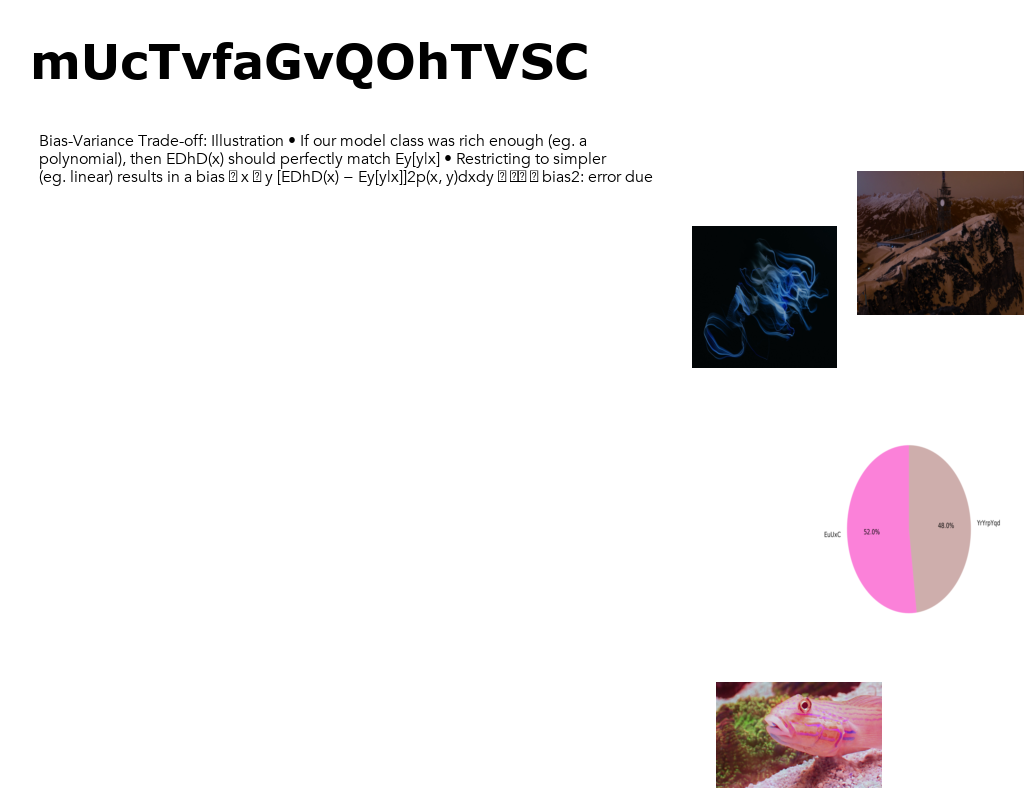 mUcTvfaGvQOhTVSC
Bias-Variance Trade-off: Illustration • If our model class was rich enough (eg. a
polynomial), then EDhD(x) should perfectly match Ey[y|x] • Restricting to simpler
(eg. linear) results in a bias x y [EDhD(x) − Ey[y|x]]2p(x, y)dxdy bias2: error due
EuUxC
52.0%
48.0%
YrYrpYqd